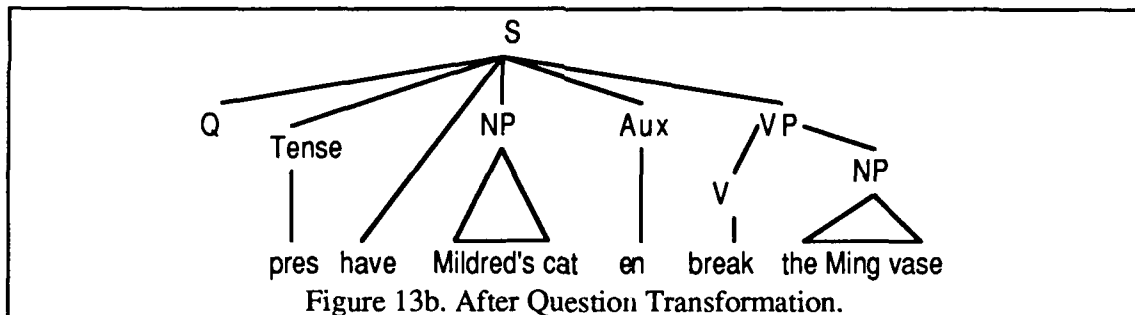 S
Q
Tense
NP
Aux
VP
V
NP
pres have Mildred's cat en break the Ming vase
Figure 13b. After Question Transformation.